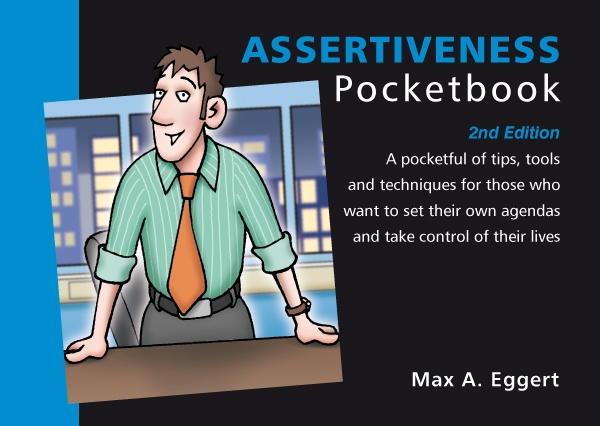 ASSERTIVENESS
Pocketbook
2nd Edition
A pocketful of tips, tools
and techniques for those who
want to set their own agendas
and take control of their lives
Max A. Eggert